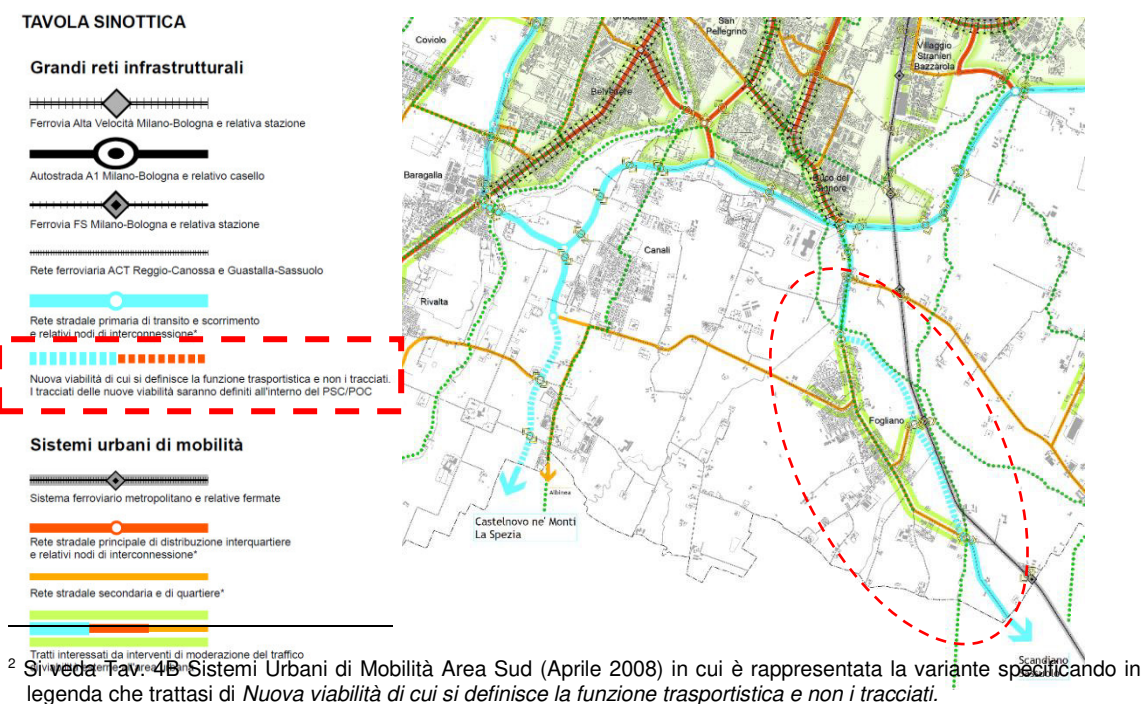 TAVOLA SINOTTICA
Grandi reti infrastrutturali
Ferrovia Alta Velocità Milano-Bologna e relativa stazione
Autostrada A1 Milano-Bologna e relativo casello
Ferrovia FS Milano-Bologna e relativa stazione
Rete ferroviaria ACT Reggio-Canossa e Guastalla-Sassuolo
Rete stradale primaria di transito e scorrimento
e relativi nodi di interconnessione*
Nuova viabilità di cui si definisce la funzione trasportistica e non i tracciati.
I tracciati delle nuove viabilità saranno definiti all'interno del PSC/POC
Sistemi urbani di mobilità
Sistema ferroviario metropolitano e relative fermate
Rete stradale principale di distribuzione interquartiere
e relativi nodi di interconnessione*
Rete stradale secondaria e di quartiere*
Tratti interessati da interventi di moderazione del traffico
Coviolo
San
Pellegrino
Villaggio
Stranieri
Bazzarola
Belvedere
Baragalla
Buco del
Signore
Canali
Rivalta
Fogliano
Albinea
Castelnovo ne' Monti
La Spezia
Scandiano
2 Si veda Tav. 4B Sistemi Urbani di Mobilità Area Sud (Aprile 2008) in cui è rappresentata la variante specificando in
legenda che trattasi di Nuova viabilità di cui si definisce la funzione trasportistica e non i tracciati.